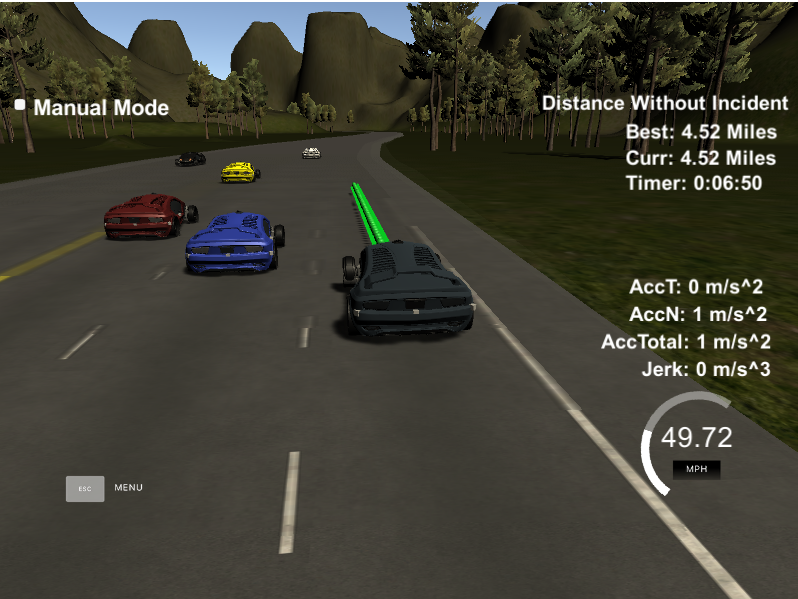 Manual Mode
Distance Without Incident
Best: 4.52 Miles
Curr: 4.52 Miles
Timer: 0:06:50
AccT: 0 m/s^2
AccN: 1 m/s^2
AccTotal: 1 m/s^2
Jerk: 0 m/s^3
49.72
MPH
ESC MENU